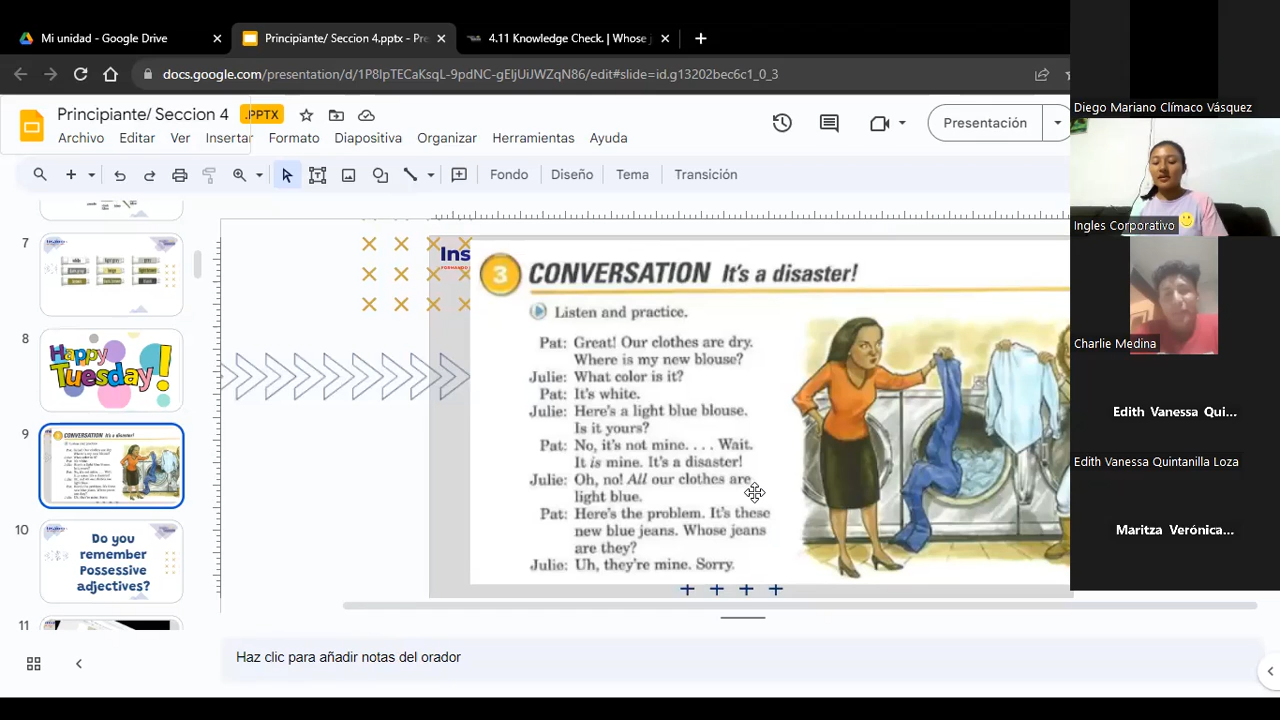 Mi unidad - Google Drive
Principiante/ Seccion 4.pptx - Pre
4.11 Knowledge Check. | Whose
docs.google.com/presentation/d/1P8IpTECaKsqL-9pdNC-gEljUiJWZqN86/edit#slide=id.g13202bec6c1_0_3
Principiante/ Seccion 4
.PPTX
Archivo Editar Ver Insertar Formato Diapositiva Organizar Herramientas Ayuda
Presentación
Fondo Diseño Tema Transición
7
white
8
Happy
Tuesday!
9
CONVERSATION It's a disaster!
10
Do you
remember
Possessive
adjectives?
11
Ins
3 CONVERSATION It's a disaster!
Listen and practice.
Pat: Great! Our clothes are dry.
Where is my new blouse?
Julie: What color is it?
Pat: It's white.
Julie: Here's a light blue blouse.
Is it yours?
Pat: No, it's not mine. . . . Wait.
It is mine. It's a disaster!
Julie: Oh, no! All our clothes are
light blue.
Pat: Here's the problem. It's these
new blue jeans. Whose jeans
are they?
Julie: Uh, they're mine. Sorry.
Haz clic para añadir notas del orador
Diego Mariano Clímaco Vásquez
Ingles Corporativo
Charlie Medina
Edith Vanessa Qui...
Edith Vanessa Quintanilla Loza
Maritza Verónica...